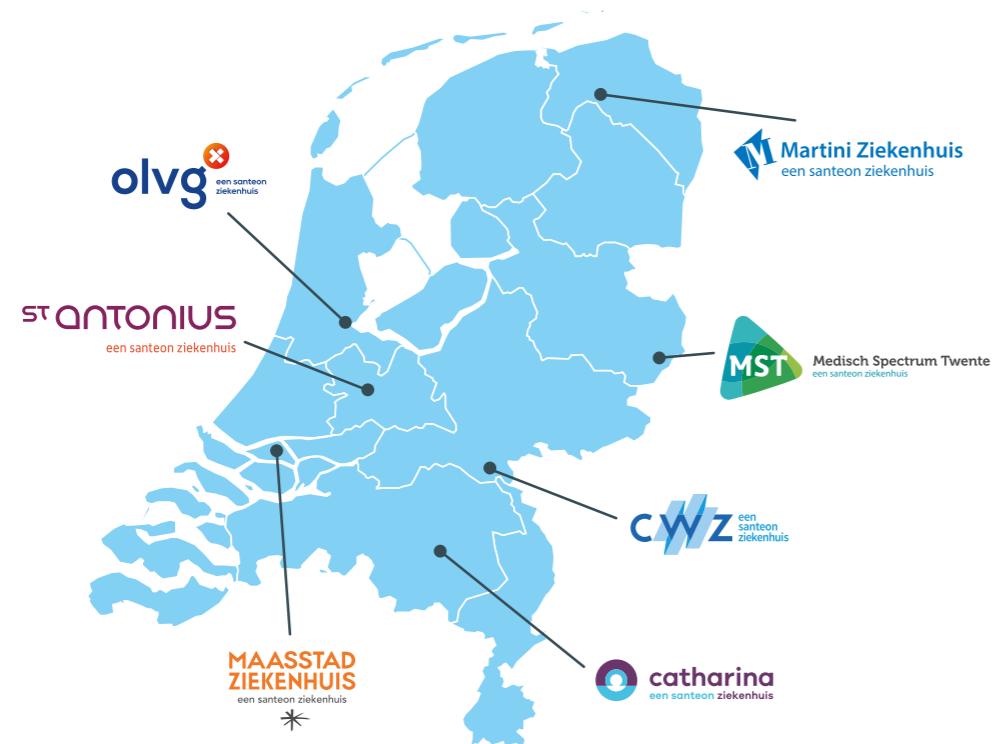 Martini Ziekenhuis
een santeon ziekenhuis
olvg
een santeon
ziekenhuis
ST ANTONIUS
een santeon ziekenhuis
MST
Medisch Spectrum Twente
een santeon ziekenhuis
CWZ
een
santeon
ziekenhuis
MAASSTAD
ZIEKENHUIS
een santeon ziekenhuis
catharina
een santeon ziekenhuis